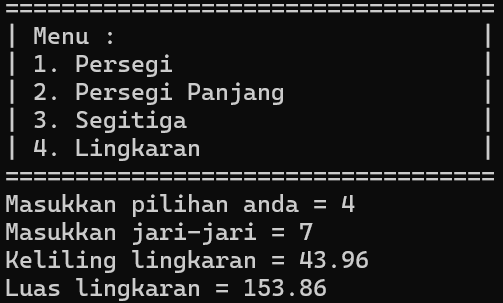 ===================================
| Menu :                          |
| 1. Persegi                      |
| 2. Persegi Panjang              |
| 3. Segitiga                     |
| 4. Lingkaran                    |
===================================
Masukkan pilihan anda = 4
Masukkan jari-jari = 7
Keliling lingkaran = 43.96
Luas lingkaran = 153.86